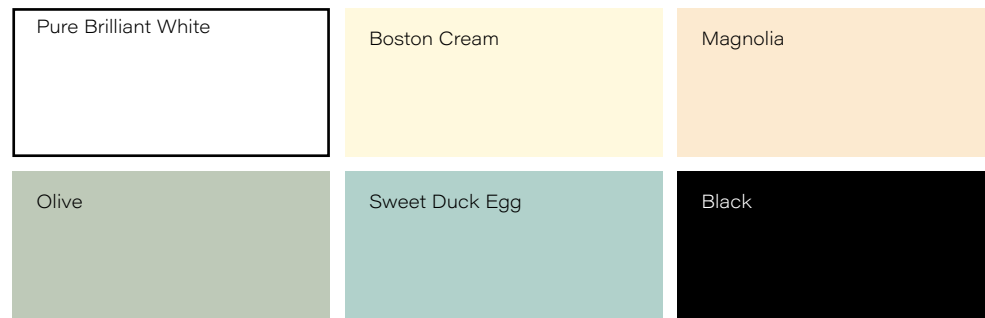 Pure Brilliant White
Boston Cream
Magnolia
Olive
Sweet Duck Egg
Black